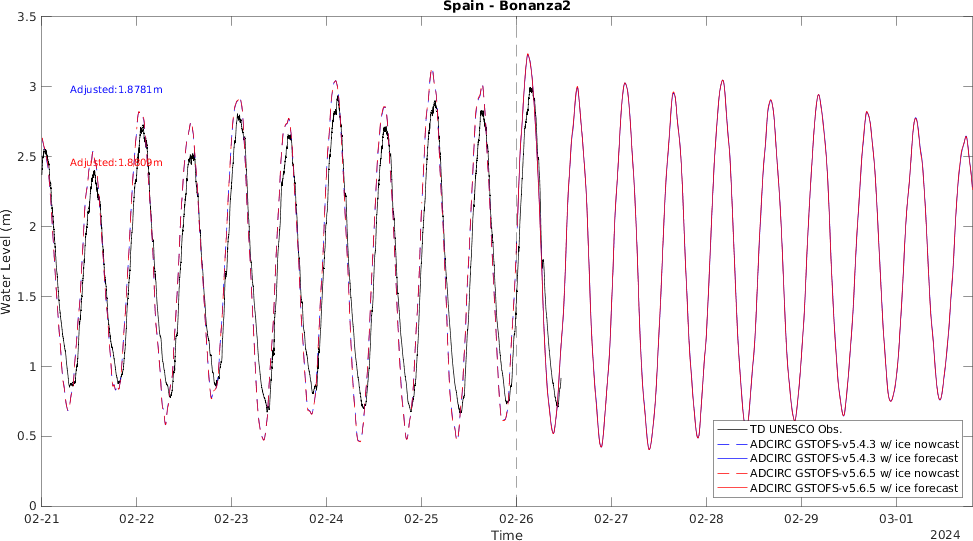 Spain - Bonanza2
3.5
3
2.5
2
1.5
1
0.5
0
Water Level (m)
Adjusted:1.8781m
Adjusted:1.8809m
TD UNESCO Obs.
ADCIRC GSTOFS-v5.4.3 w/ ice nowcast
ADCIRC GSTOFS-v5.4.3 w/ ice forecast
ADCIRC GSTOFS-v5.6.5 w/ ice nowcast
ADCIRC GSTOFS-v5.6.5 w/ ice forecast
02-21 02-22 02-23 02-24 02-25 02-26 02-27 02-28 02-29 03-01
Time
2024